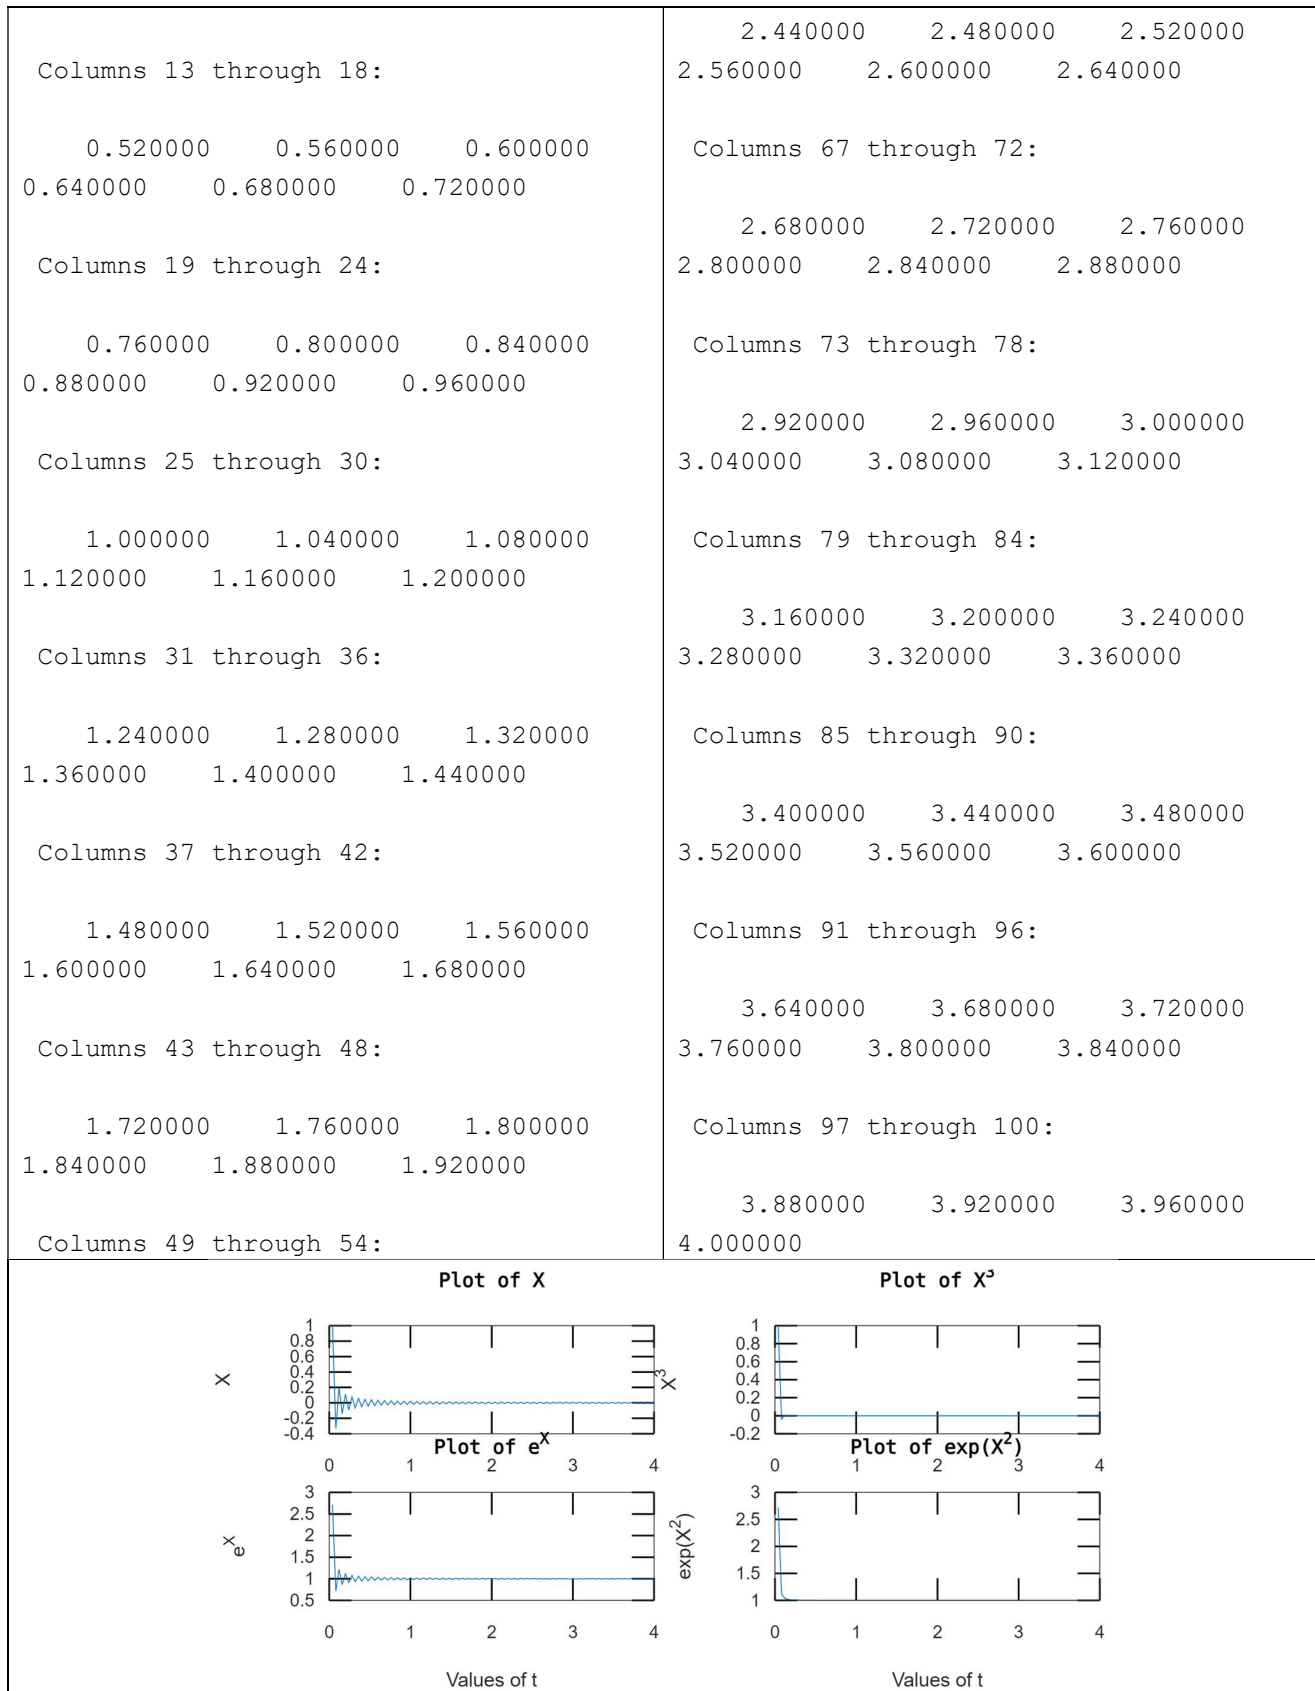 Columns 13 through 18:
0.520000 0.560000 0.600000
0.640000 0.680000 0.720000
Columns 19 through 24:
0.760000 0.800000 0.840000
0.880000 0.920000 0.960000
Columns 25 through 30:
1.000000 1.040000 1.080000
1.120000 1.160000 1.200000
Columns 31 through 36:
1.240000 1.280000 1.320000
1.360000 1.400000 1.440000
Columns 37 through 42:
1.480000 1.520000 1.560000
1.600000 1.640000 1.680000
Columns 43 through 48:
1.720000 1.760000 1.800000
1.840000 1.880000 1.920000
Columns 49 through 54:
2.440000 2.480000 2.520000
2.560000 2.600000 2.640000
Columns 67 through 72:
2.680000 2.720000 2.760000
2.800000 2.840000 2.880000
Columns 73 through 78:
2.920000 2.960000 3.000000
3.040000 3.080000 3.120000
Columns 79 through 84:
3.160000 3.200000 3.240000
3.280000 3.320000 3.360000
Columns 85 through 90:
3.400000 3.440000 3.480000
3.520000 3.560000 3.600000
Columns 91 through 96:
3.640000 3.680000 3.720000
3.760000 3.800000 3.840000
Columns 97 through 100:
3.880000 3.920000 3.960000
4.000000
Plot of X
X
1
0.8
0.6
0.4
0.2
0
-0.2
-0.4
0 1 2 3 4
Plot of X³
X³
1
0.8
0.6
0.4
0.2
0
-0.2
0 1 2 3 4
Plot of e^X
e^X
3
2.5
2
1.5
1
0.5
0 1 2 3 4
Values of t
Plot of exp(X²)
exp(X²)
3
2.5
2
1.5
1
0 1 2 3 4
Values of t